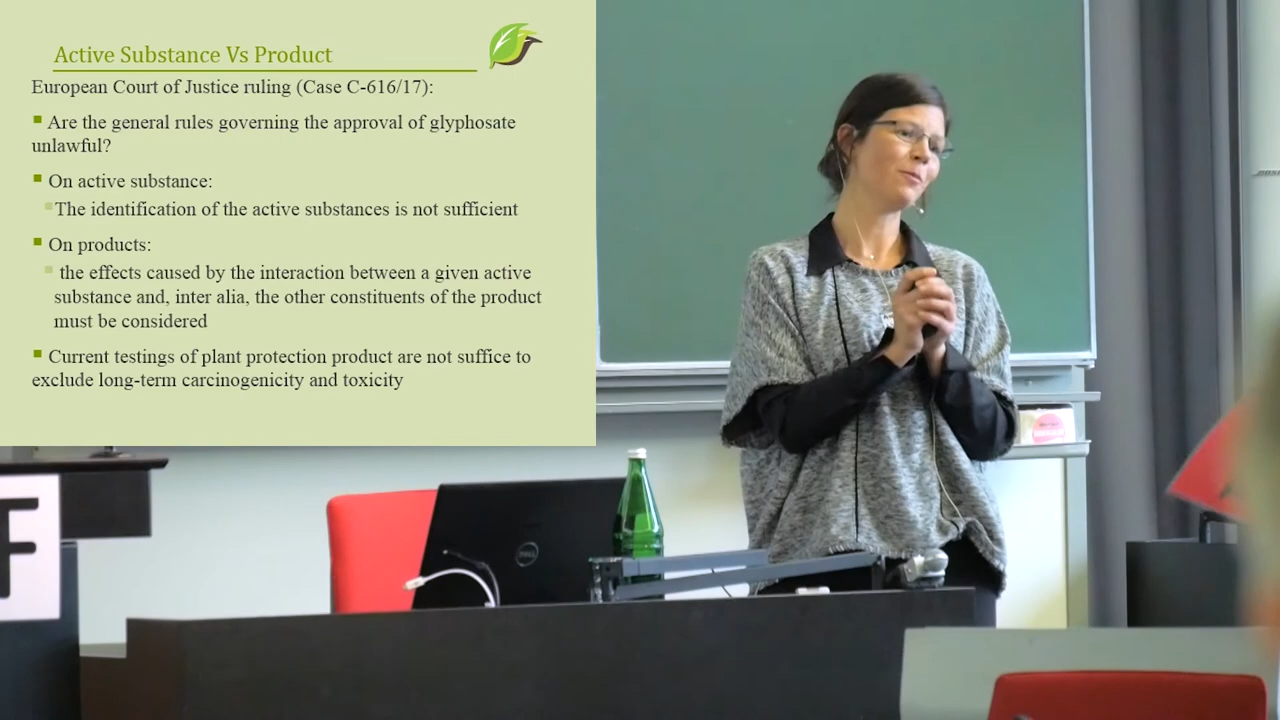 Active Substance Vs Product
European Court of Justice ruling (Case C-616/17):
Are the general rules governing the approval of glyphosate
unlawful?
On active substance:
The identification of the active substances is not sufficient
On products:
the effects caused by the interaction between a given active
substance and, inter alia, the other constituents of the product
must be considered
Current testings of plant protection product are not suffice to
exclude long-term carcinogenicity and toxicity
DELL
F